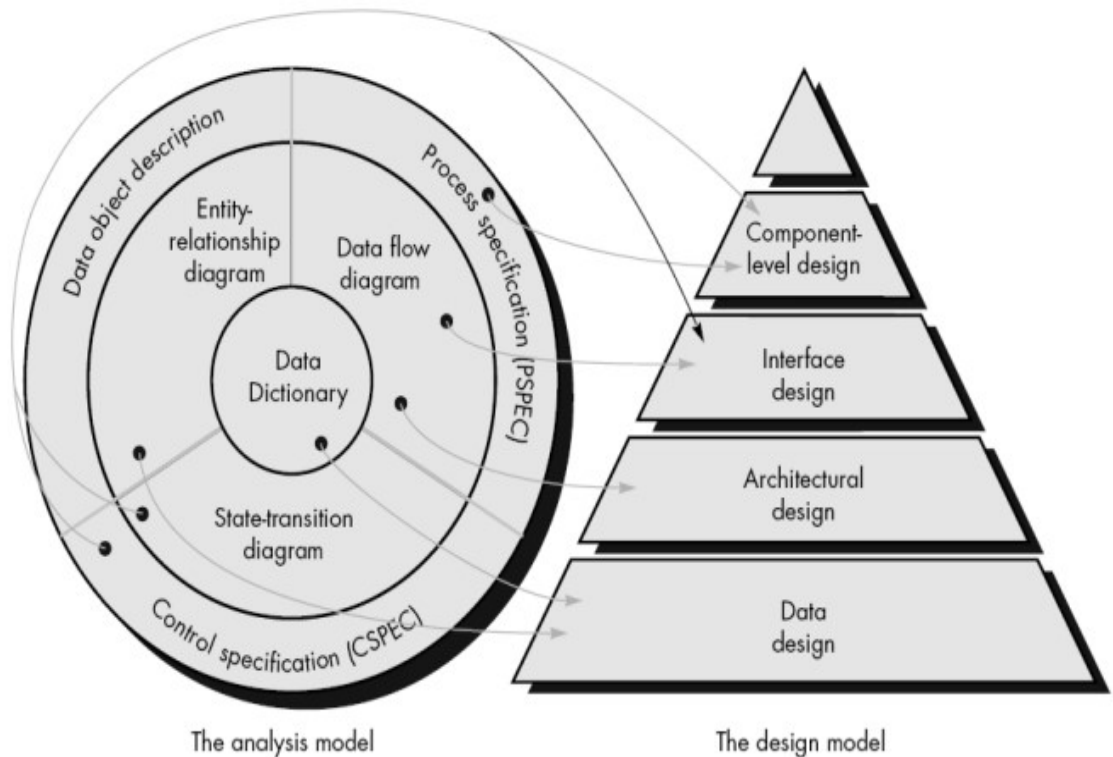 Data object description
Process specification (PSPEC)
Entity-
relationship
diagram
Data flow
diagram
Data
Dictionary
State-transition
diagram
Control specification (CSPEC)
The analysis model
Component-
level design
Interface
design
Architectural
design
Data
design
The design model